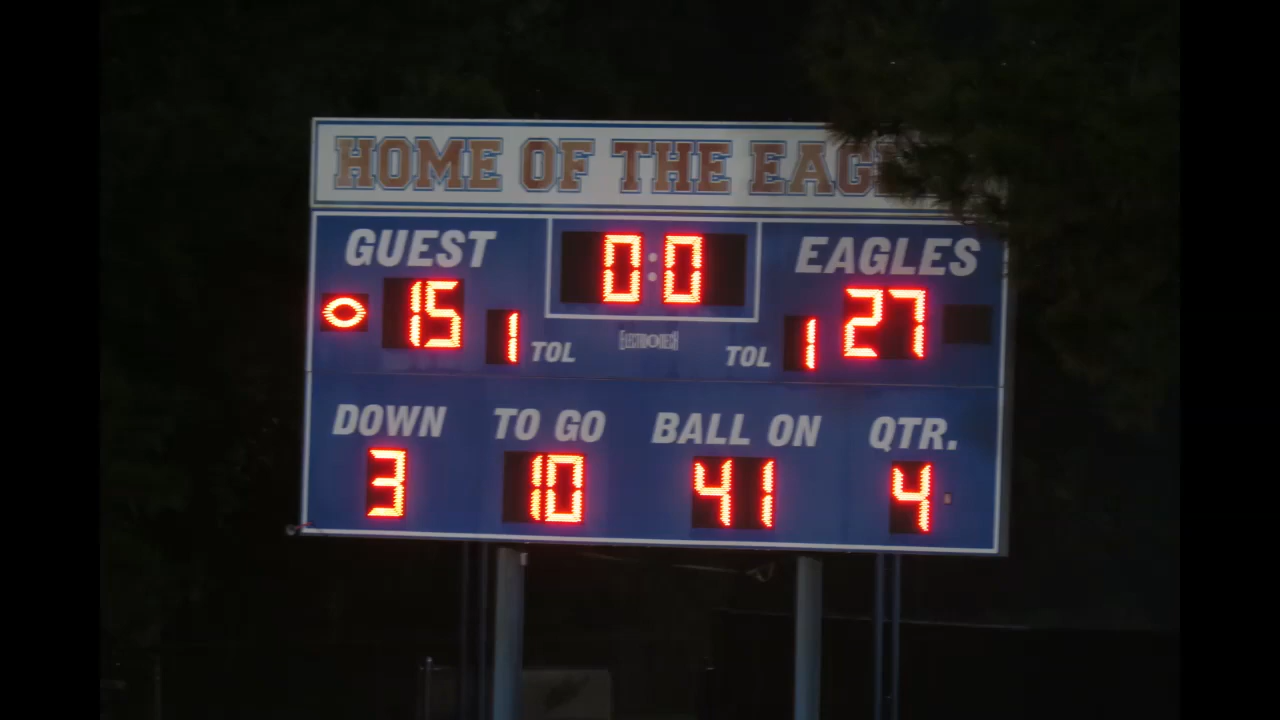 HOME OF THE EAG
GUEST 0:0 EAGLES
15 1 TOL TOL 1 27
DOWN TO GO BALL ON QTR.
3 10 41 4